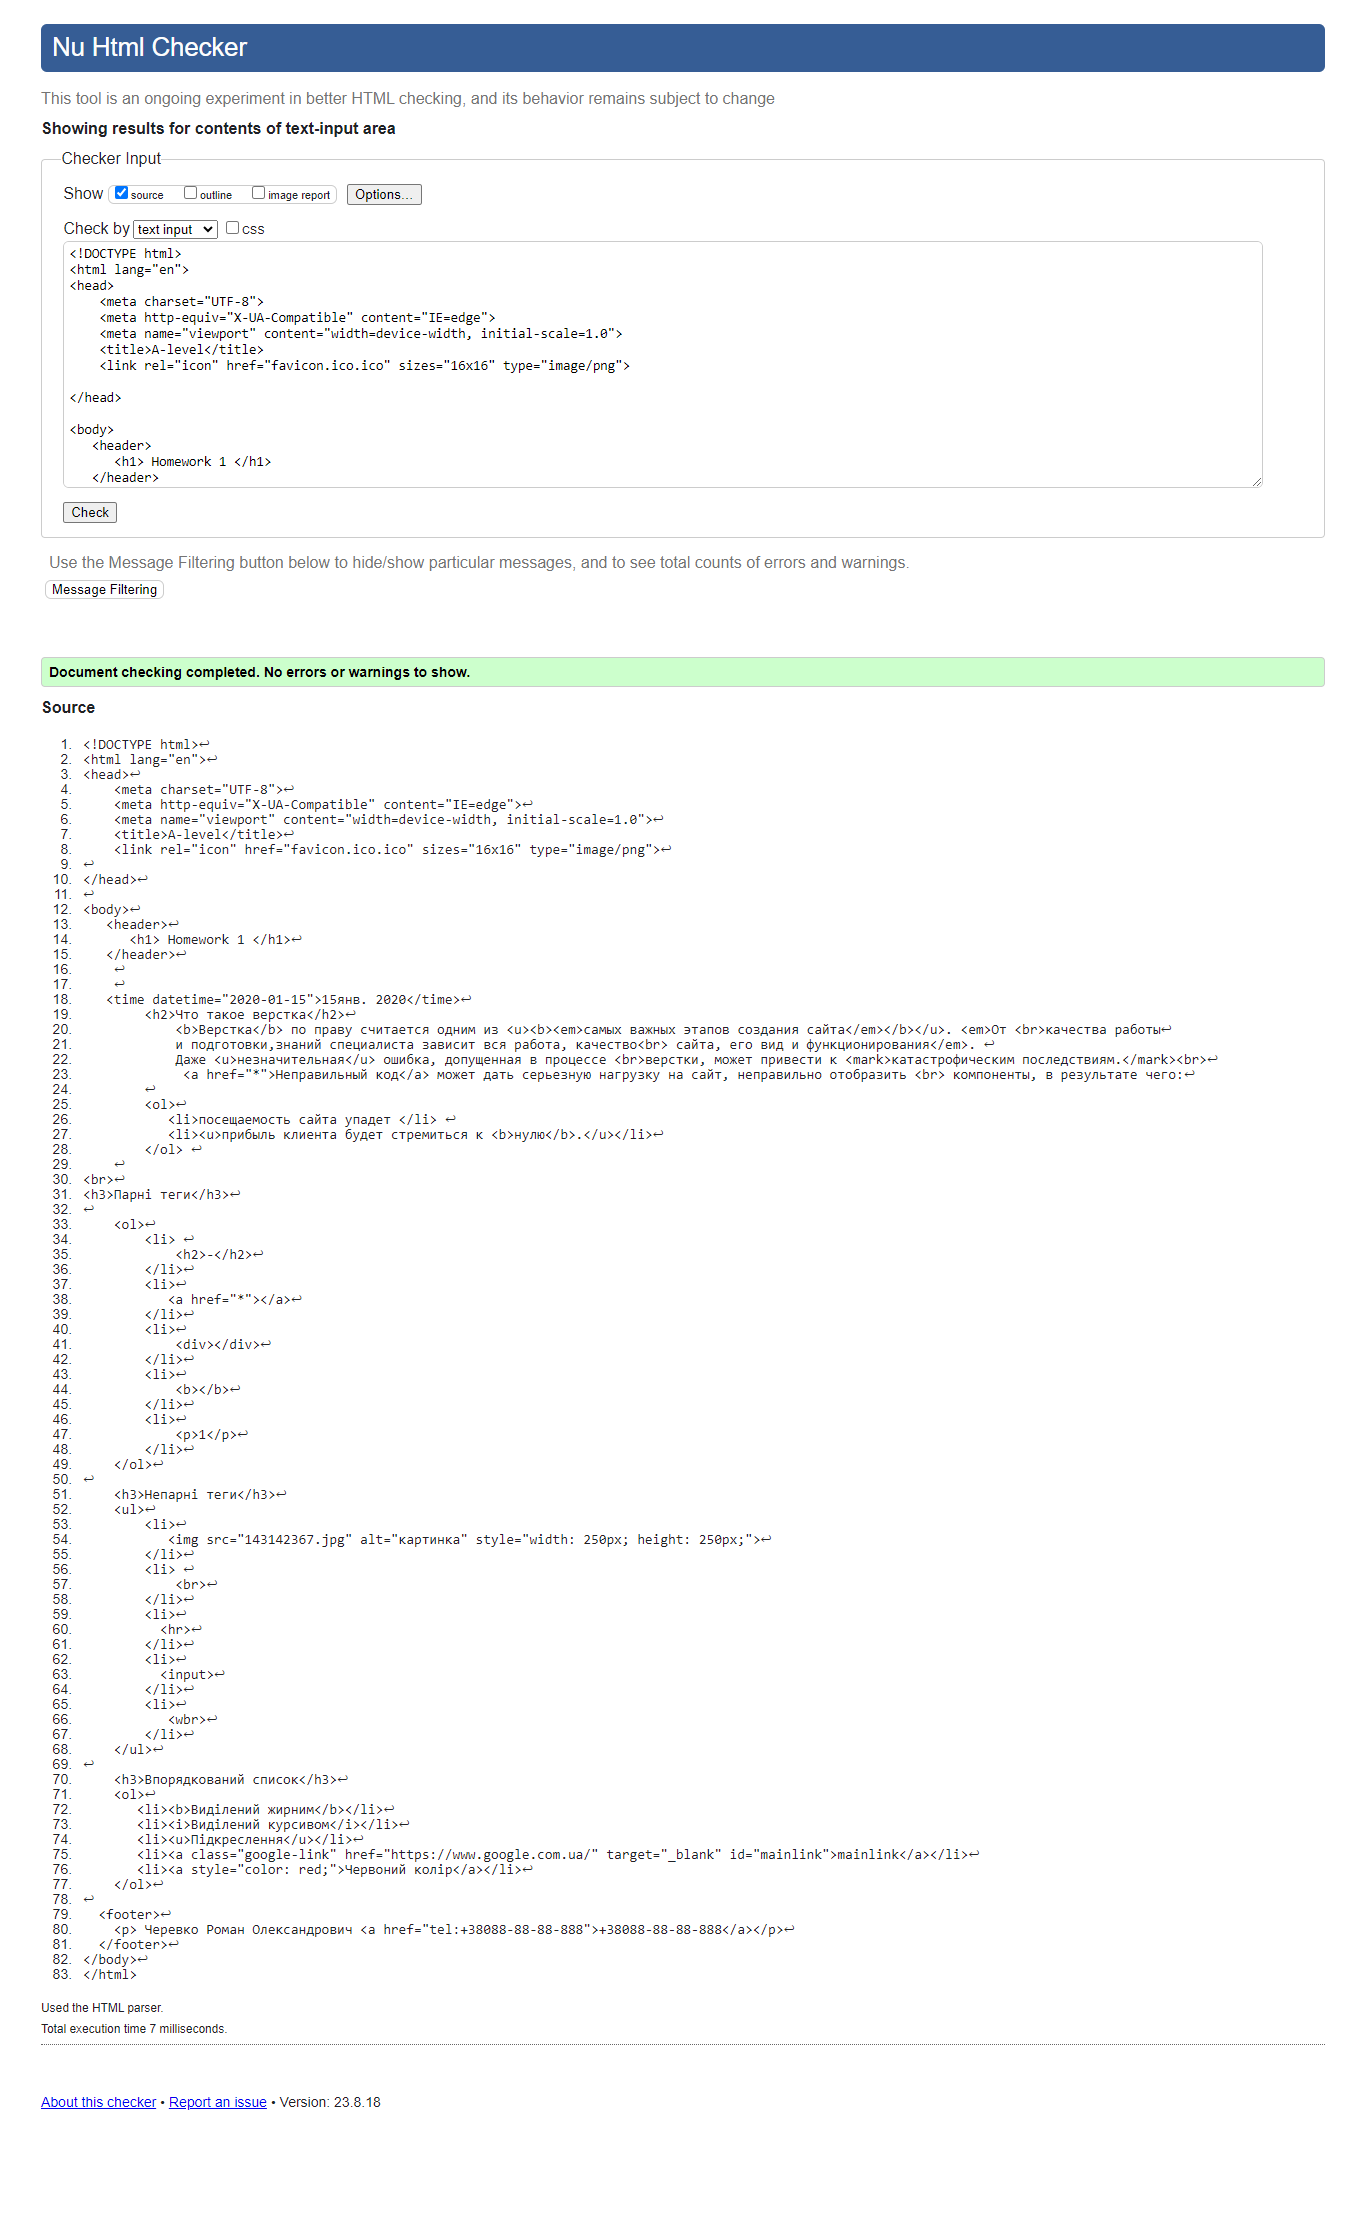 Nu Html Checker
This tool is an ongoing experiment in better HTML checking, and its behavior remains subject to change
Showing results for contents of text-input area
Checker Input
Show source outline image report Options...
Check by text input css
<!DOCTYPE html>
<html lang="en">
<head>
    <meta charset="UTF-8">
    <meta http-equiv="X-UA-Compatible" content="IE=edge">
    <meta name="viewport" content="width=device-width, initial-scale=1.0">
    <title>A-level</title>
    <link rel="icon" href="favicon.ico.ico" sizes="16x16" type="image/png">
</head>
<body>
   <header>
      <h1> Homework 1 </h1>
   </header>
Check
Use the Message Filtering button below to hide/show particular messages, and to see total counts of errors and warnings.
Message Filtering
Document checking completed. No errors or warnings to show.
Source
1. <!DOCTYPE html>↩
2. <html lang="en">↩
3. <head>↩
4.     <meta charset="UTF-8">↩
5.     <meta http-equiv="X-UA-Compatible" content="IE=edge">↩
6.     <meta name="viewport" content="width=device-width, initial-scale=1.0">↩
7.     <title>A-level</title>↩
8.     <link rel="icon" href="favicon.ico.ico" sizes="16x16" type="image/png">↩
9. ↩
10. </head>↩
11. ↩
12. <body>↩
13.    <header>↩
14.       <h1> Homework 1 </h1>↩
15.    </header>↩
16.     ↩
17.     ↩
18.    <time datetime="2020-01-15">15янв. 2020</time>↩
19.         <h2>Что такое верстка</h2>↩
20.             <b>Верстка</b> по праву считается одним из <u><b><em>самых важных этапов создания сайта</em></b></u>. <em>От <br>качества работы↩
21.             и подготовки,знаний специалиста зависит вся работа, качество<br> сайта, его вид и функционирования</em>. ↩
22.             Даже <u>незначительная</u> ошибка, допущенная в процессе <br>верстки, может привести к <mark>катастрофическим последствиям.</mark><br>↩
23.              <a href="*">Неправильный код</a> может дать серьезную нагрузку на сайт, неправильно отобразить <br> компоненты, в результате чего:↩
24.         ↩
25.         <ol>↩
26.            <li>посещаемость сайта упадет </li> ↩
27.            <li><u>прибыль клиента будет стремиться к <b>нулю</b>.</u></li>↩
28.         </ol> ↩
29.     ↩
30. <br>↩
31. <h3>Парні теги</h3>↩
32. ↩
33.     <ol>↩
34.         <li> ↩
35.             <h2>-</h2>↩
36.         </li>↩
37.         <li>↩
38.            <a href="*"></a>↩
39.         </li>↩
40.         <li>↩
41.             <div></div>↩
42.         </li>↩
43.         <li>↩
44.             <b></b>↩
45.         </li>↩
46.         <li>↩
47.             <p>1</p>↩
48.         </li>↩
49.     </ol>↩
50. ↩
51.     <h3>Непарні теги</h3>↩
52.     <ul>↩
53.         <li>↩
54.            <img src="143142367.jpg" alt="картинка" style="width: 250px; height: 250px;">↩
55.         </li>↩
56.         <li> ↩
57.             <br>↩
58.         </li>↩
59.         <li>↩
60.           <hr>↩
61.         </li>↩
62.         <li>↩
63.           <input>↩
64.         </li>↩
65.         <li>↩
66.            <wbr>↩
67.         </li>↩
68.     </ul>↩
69. ↩
70.     <h3>Впорядкований список</h3>↩
71.     <ol>↩
72.        <li><b>Виділений жирним</b></li>↩
73.        <li><i>Виділений курсивом</i></li>↩
74.        <li><u>Підкреслення</u></li>↩
75.        <li><a class="google-link" href="https://www.google.com.ua/" target="_blank" id="mainlink">mainlink</a></li>↩
76.        <li><a style="color: red;">Червоний колір</a></li>↩
77.     </ol>↩
78. ↩
79.   <footer>↩
80.     <p> Черевко Роман Олександрович <a href="tel:+38088-88-88-888">+38088-88-88-888</a></p>↩
81.   </footer>↩
82. </body>↩
83. </html>
Used the HTML parser.
Total execution time 7 milliseconds.
About this checker • Report an issue • Version: 23.8.18